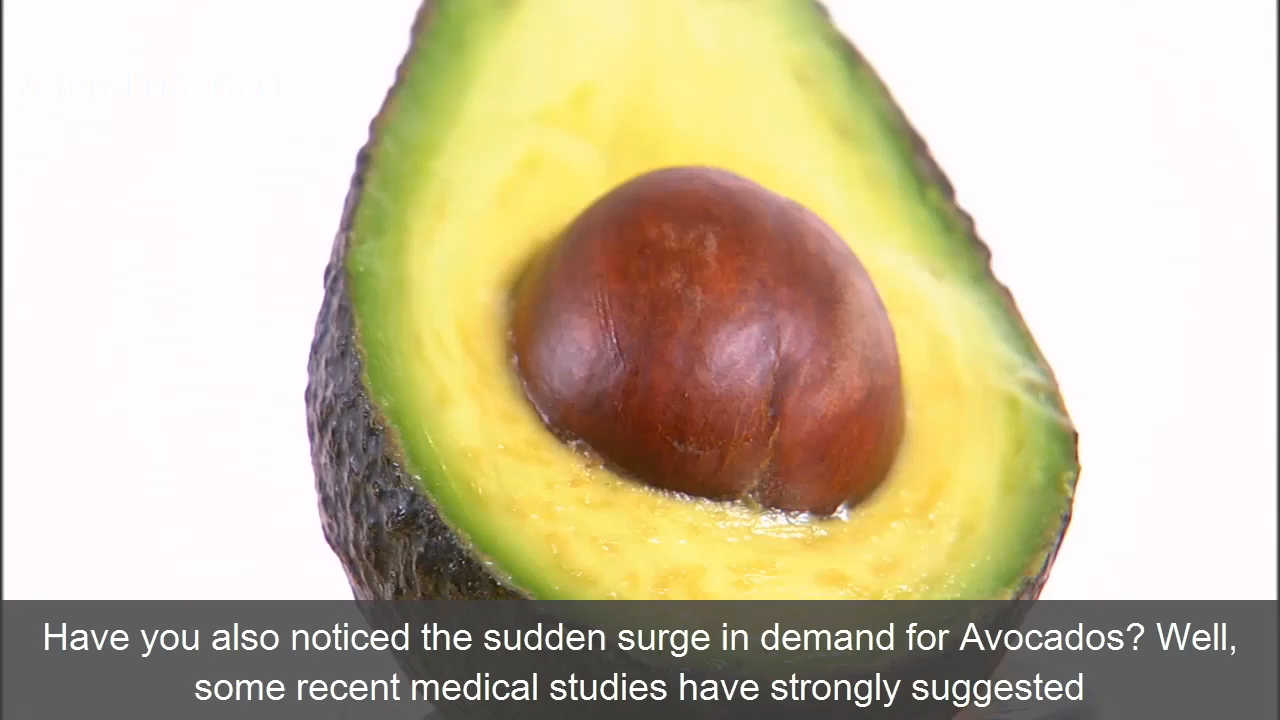 Have you also noticed the sudden surge in demand for Avocados? Well,
some recent medical studies have strongly suggested